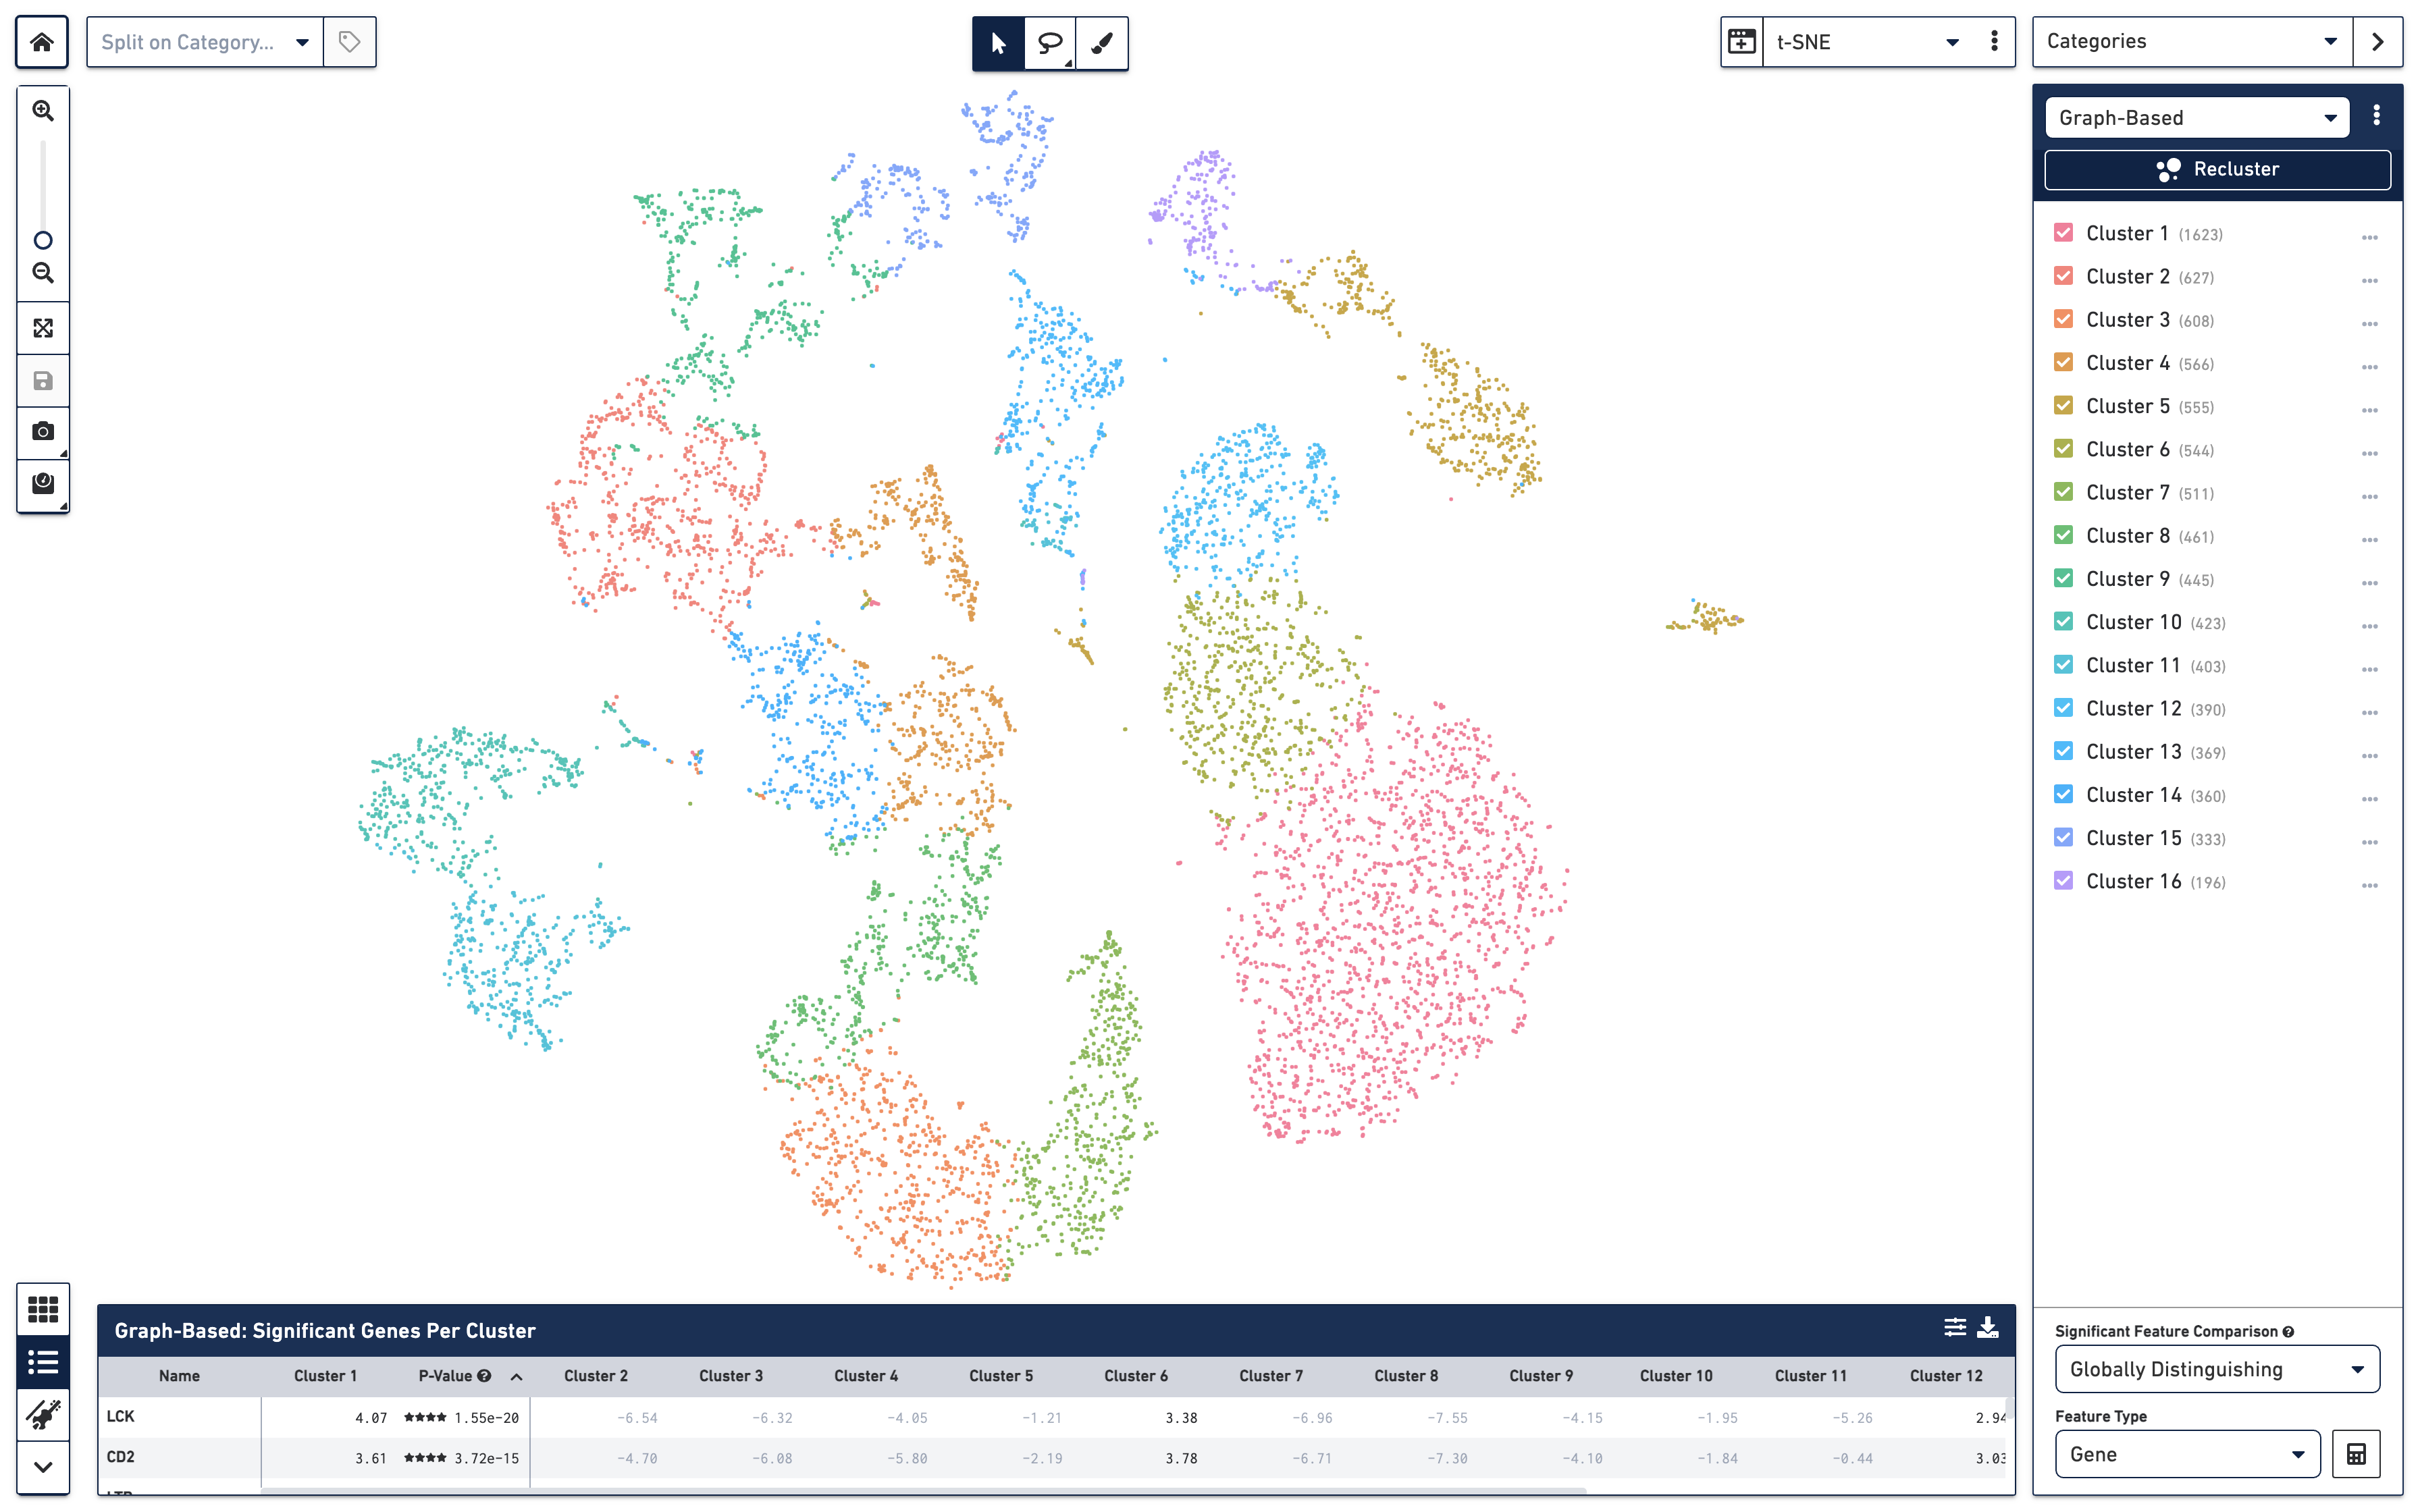 Split on Category...
t-SNE
Categories
Graph-Based
Recluster
Cluster 1 (1623)
Cluster 2 (627)
Cluster 3 (608)
Cluster 4 (566)
Cluster 5 (555)
Cluster 6 (544)
Cluster 7 (511)
Cluster 8 (461)
Cluster 9 (445)
Cluster 10 (423)
Cluster 11 (403)
Cluster 12 (390)
Cluster 13 (369)
Cluster 14 (360)
Cluster 15 (333)
Cluster 16 (196)
Significant Feature Comparison
Globally Distinguishing
Feature Type
Gene
Graph-Based: Significant Genes Per Cluster
Name Cluster 1 P-Value Cluster 2 Cluster 3 Cluster 4 Cluster 5 Cluster 6 Cluster 7 Cluster 8 Cluster 9 Cluster 10 Cluster 11 Cluster 12
LCK 4.07 ★★★★ 1.55e-20 -6.54 -6.32 -4.05 -1.21 3.38 -6.96 -7.55 -4.15 -1.95 -5.26 2.94
CD2 3.61 ★★★★ 3.72e-15 -4.70 -6.08 -5.80 -2.19 3.78 -6.71 -7.30 -4.10 -1.84 -0.44 3.03